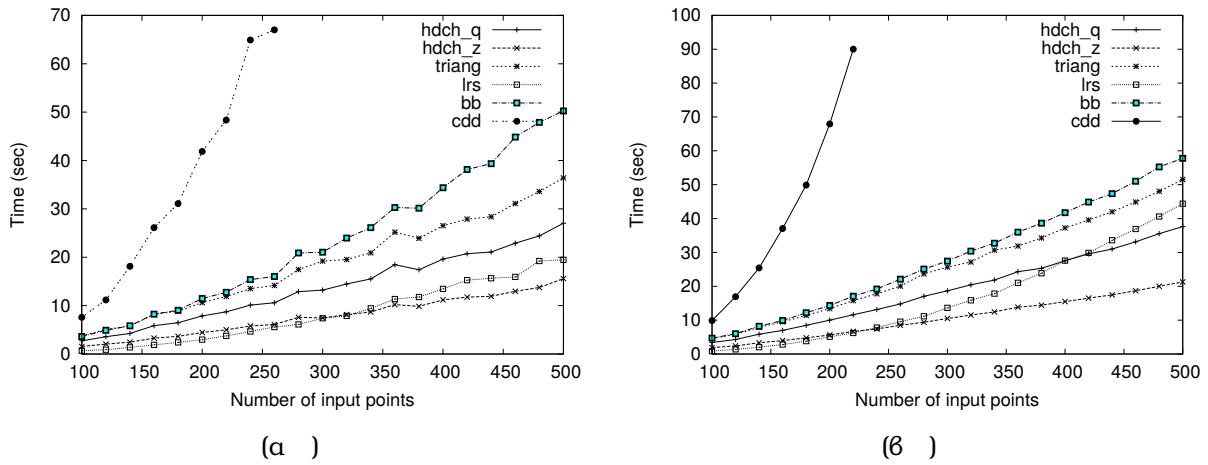 70
60
50
40
30
20
10
0
Time (sec)
100 150 200 250 300 350 400 450 500
Number of input points
hdch_q
hdch_z
triang
lrs
bb
cdd
(α )
100
90
80
70
60
50
40
30
20
10
0
Time (sec)
100 150 200 250 300 350 400 450 500
Number of input points
hdch_q
hdch_z
triang
lrs
bb
cdd
(β )